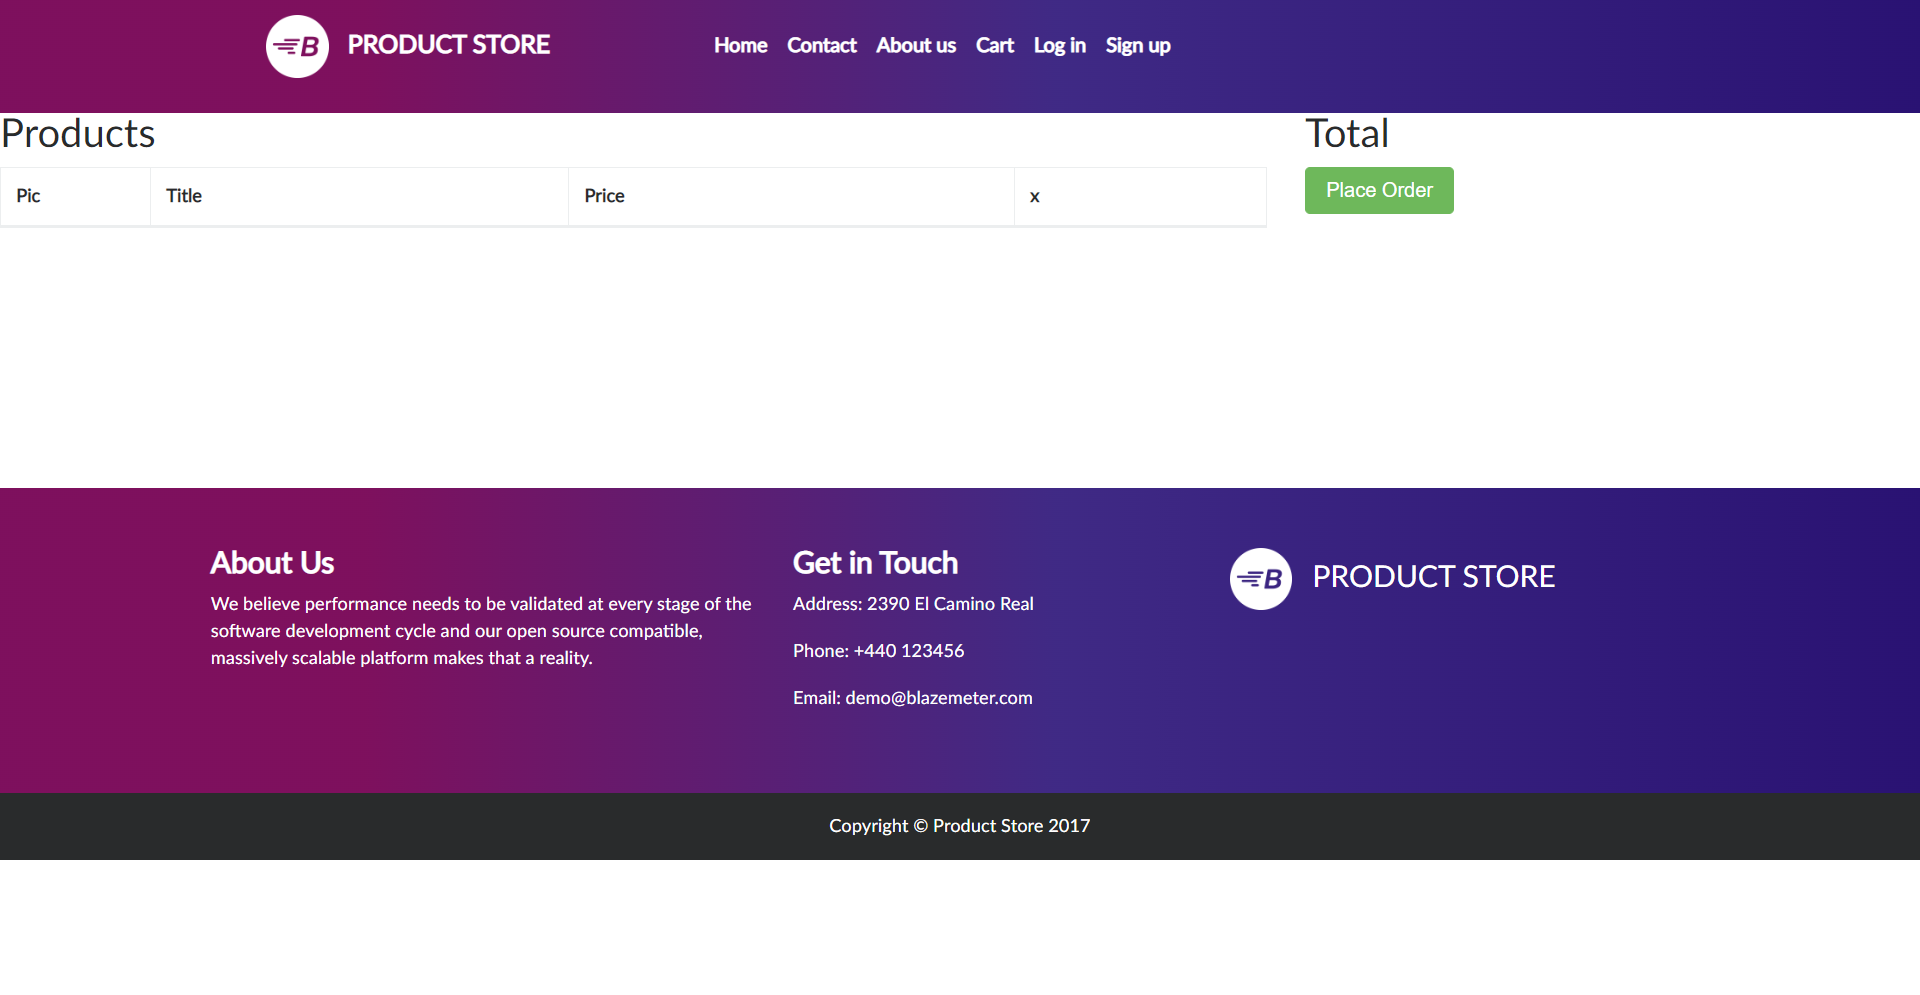 B PRODUCT STORE Home Contact About us Cart Log in Sign up
Products Total
Pic Title Price x
Place Order
About Us
We believe performance needs to be validated at every stage of the
software development cycle and our open source compatible,
massively scalable platform makes that a reality.
Get in Touch
Address: 2390 El Camino Real
Phone: +440 123456
Email: demo@blazemeter.com
B PRODUCT STORE
Copyright © Product Store 2017